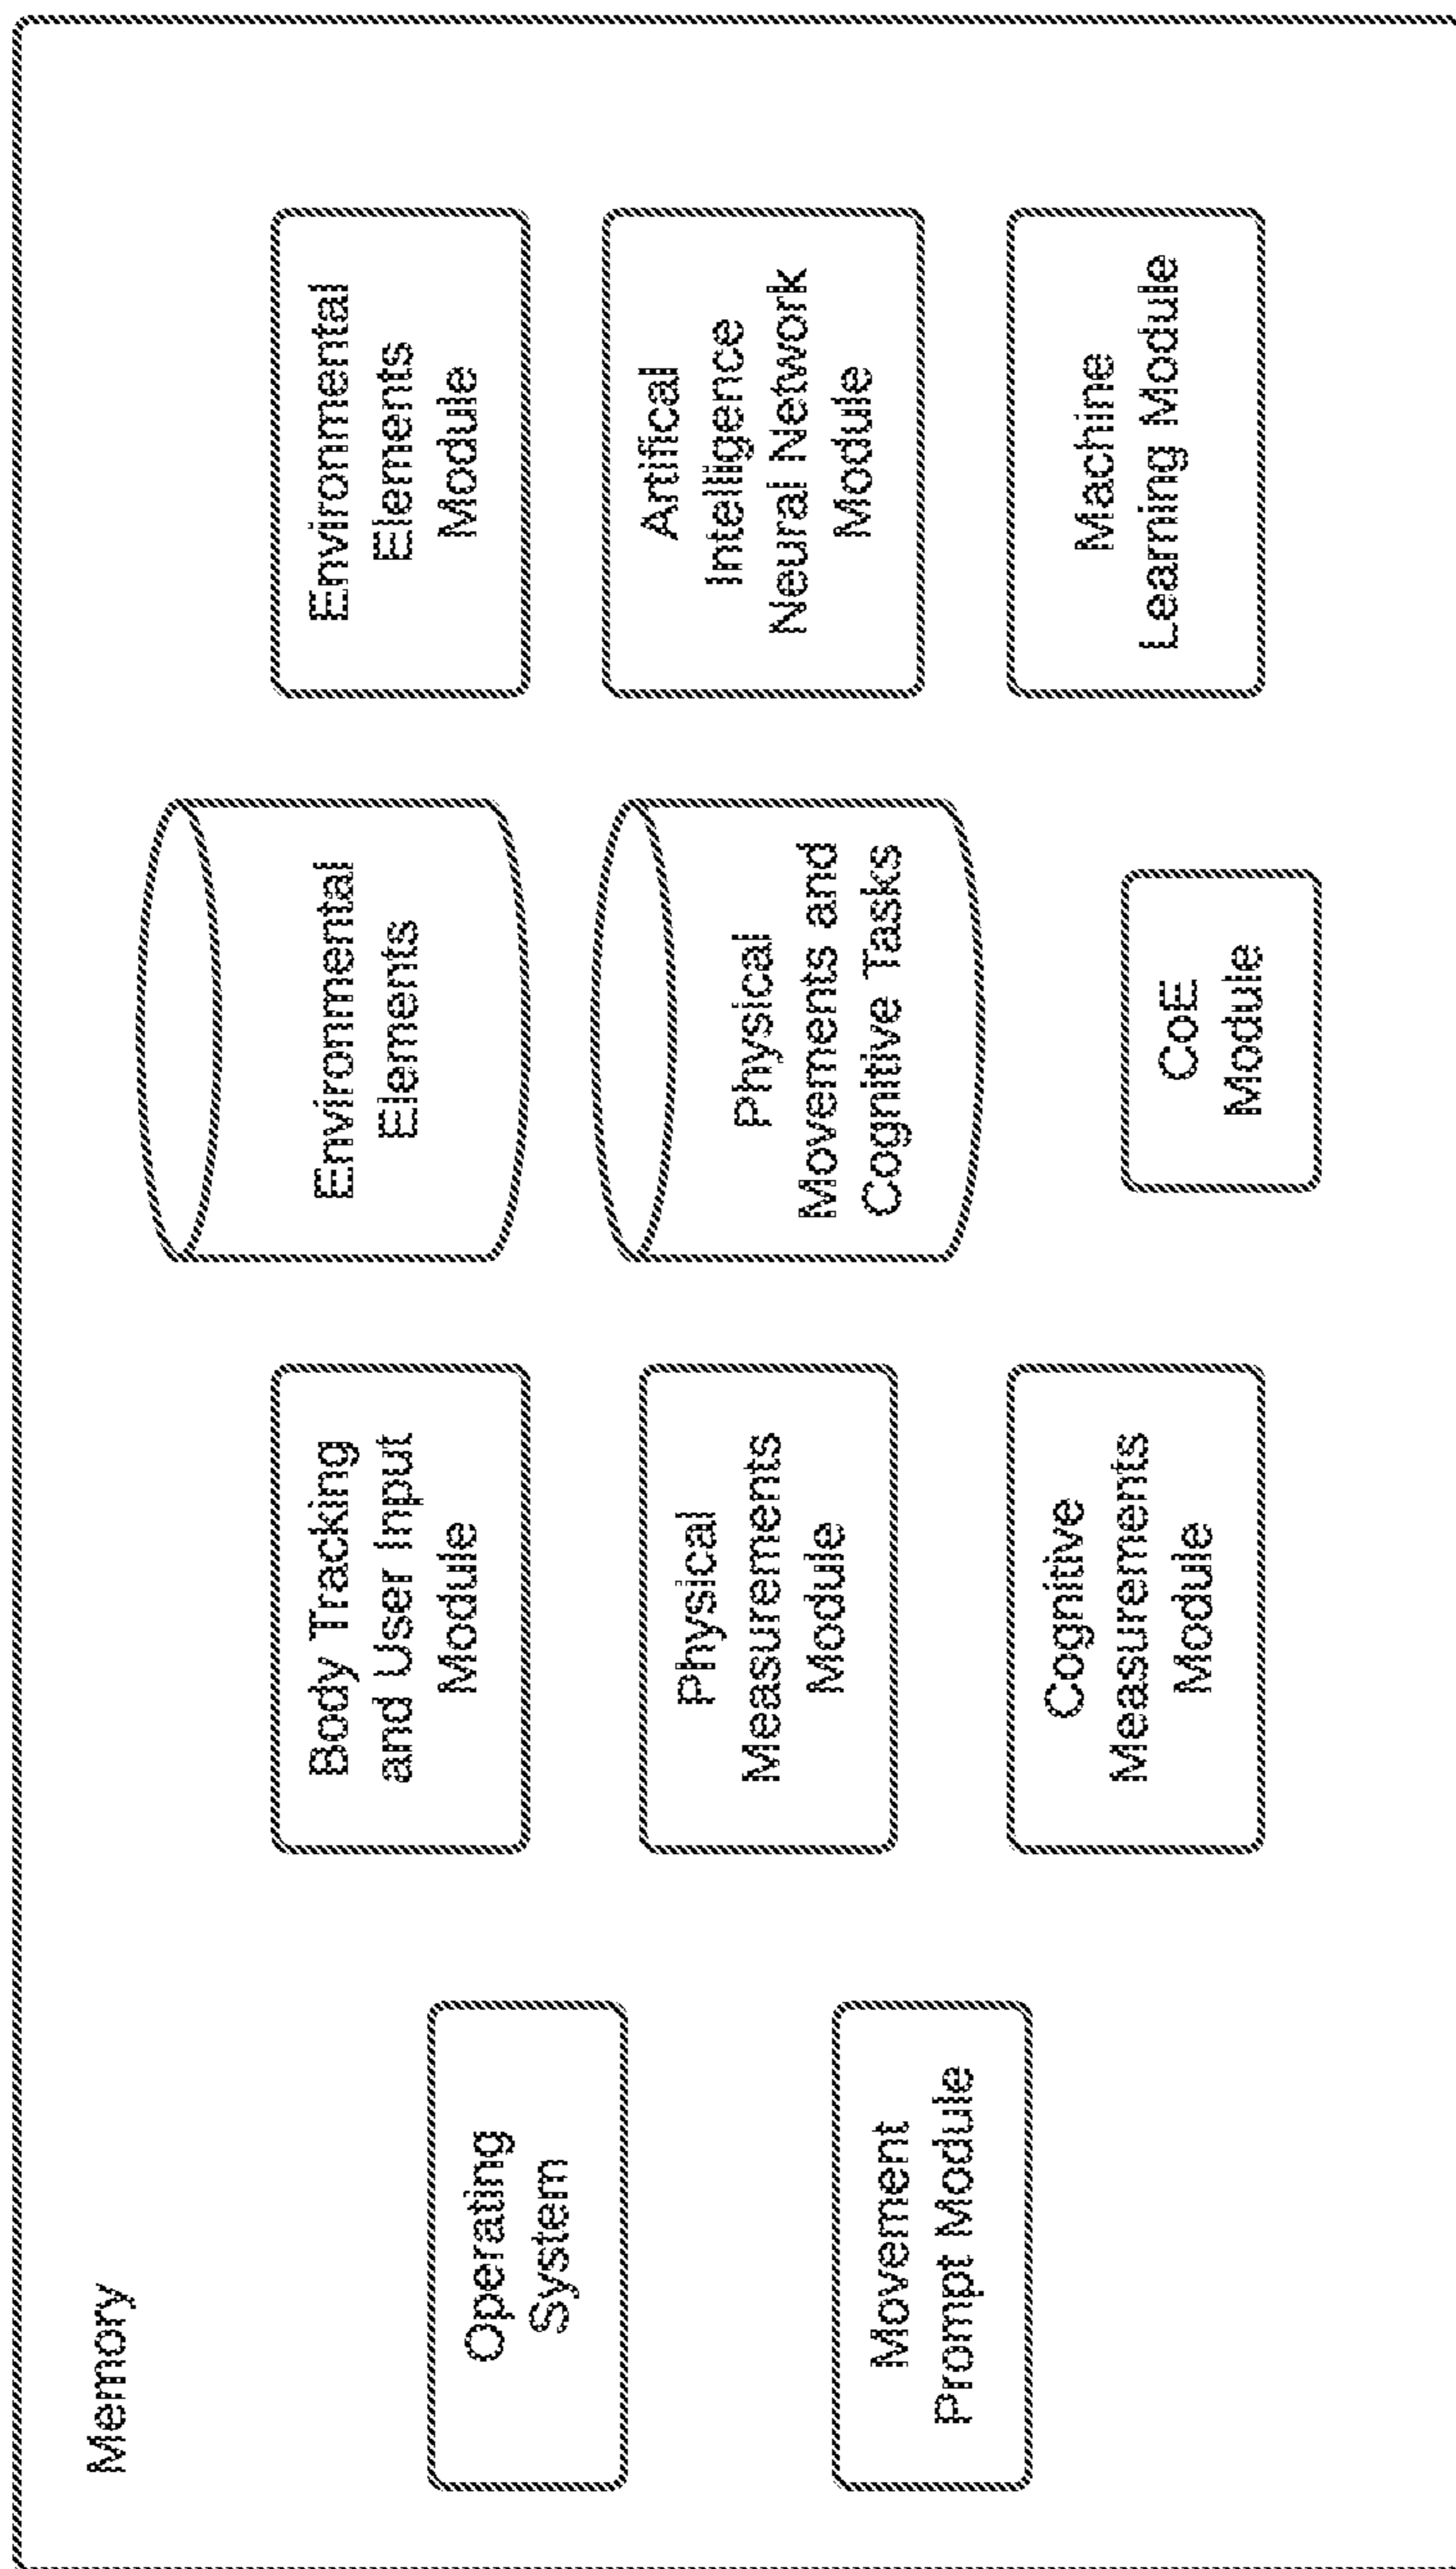 Memory
Operating
System
Movement
Prompt Module
Body Tracking
and User Input
Module
Physical
Measurements
Module
Cognitive
Measurements
Module
Environmental
Elements
Physical
Movements and
Cognitive Tasks
CoE
Module
Environmental
Elements
Module
Artifical
Intelligence
Neural Network
Module
Machine
Learning Module